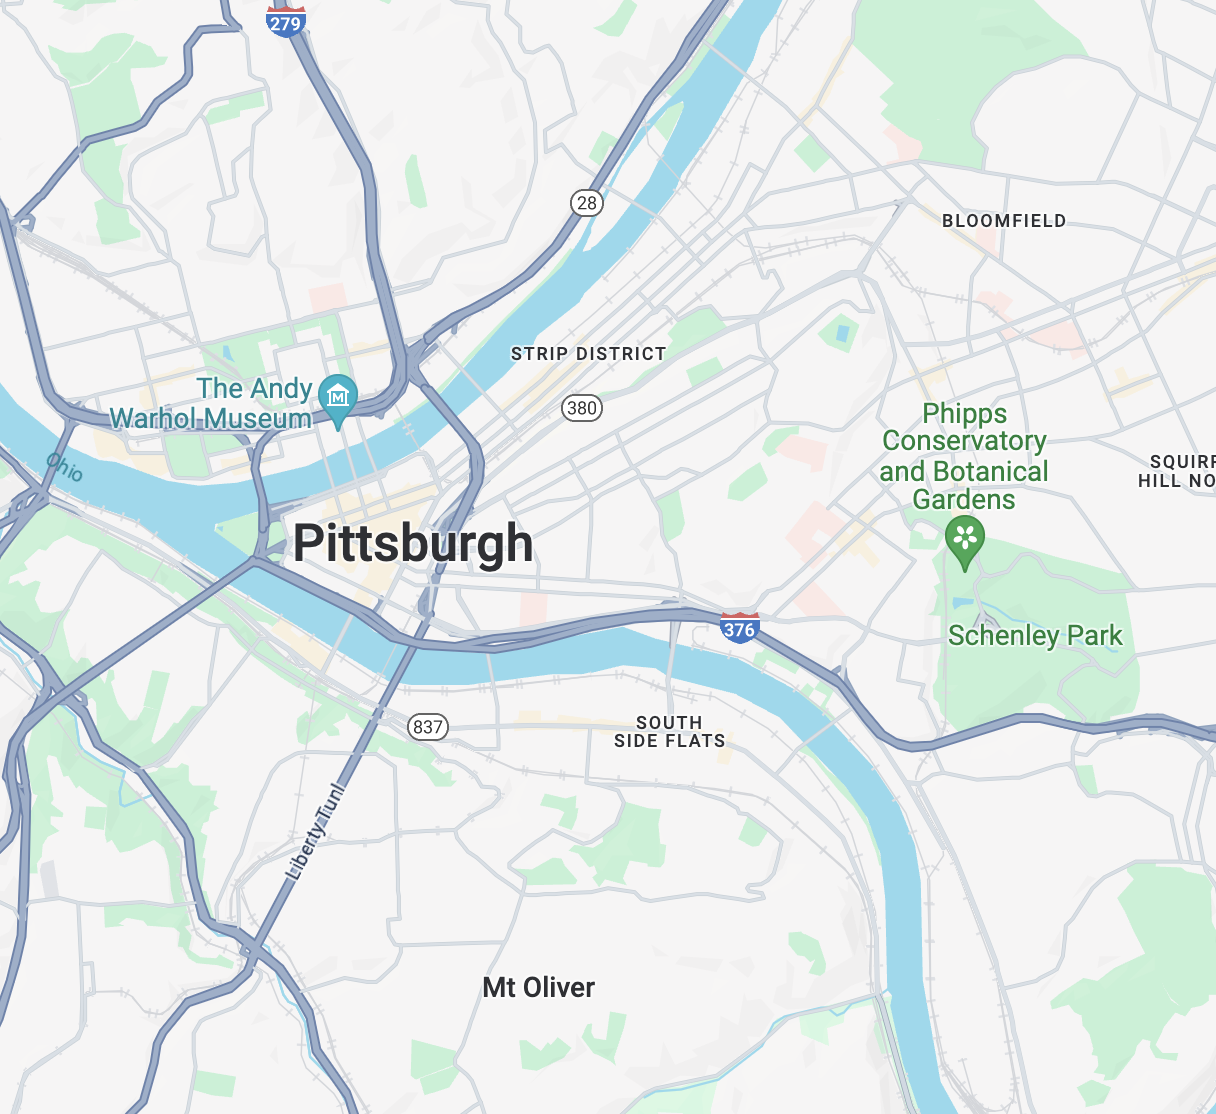 279
28
BLOOMFIELD
STRIP DISTRICT
The Andy
Warhol Museum
380
Phipps
Conservatory
and Botanical
Gardens
Ohio
SQUIRR
HILL NO
Pittsburgh
376
Schenley Park
837
SOUTH
SIDE FLATS
Liberty Tunl
Mt Oliver